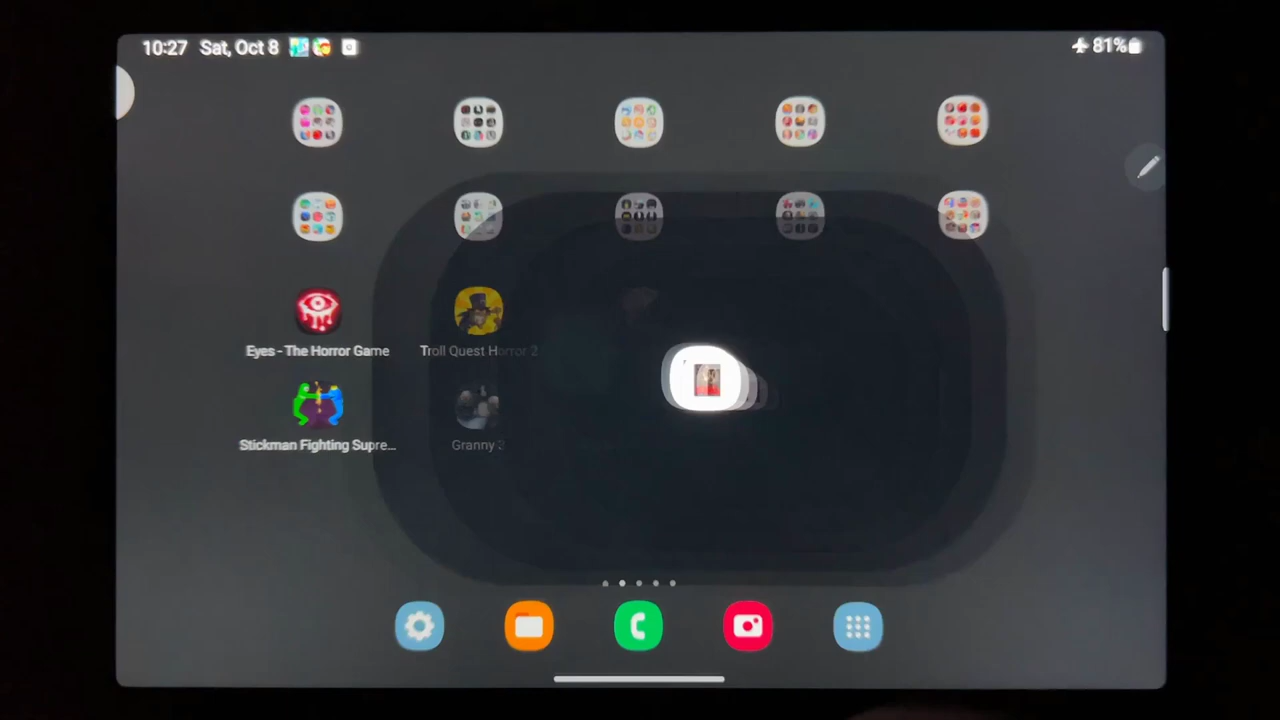 10:27 Sat, Oct 8
81%
Eyes - The Horror Game
Troll Quest Horror 2
Stickman Fighting Supre...
Granny 3